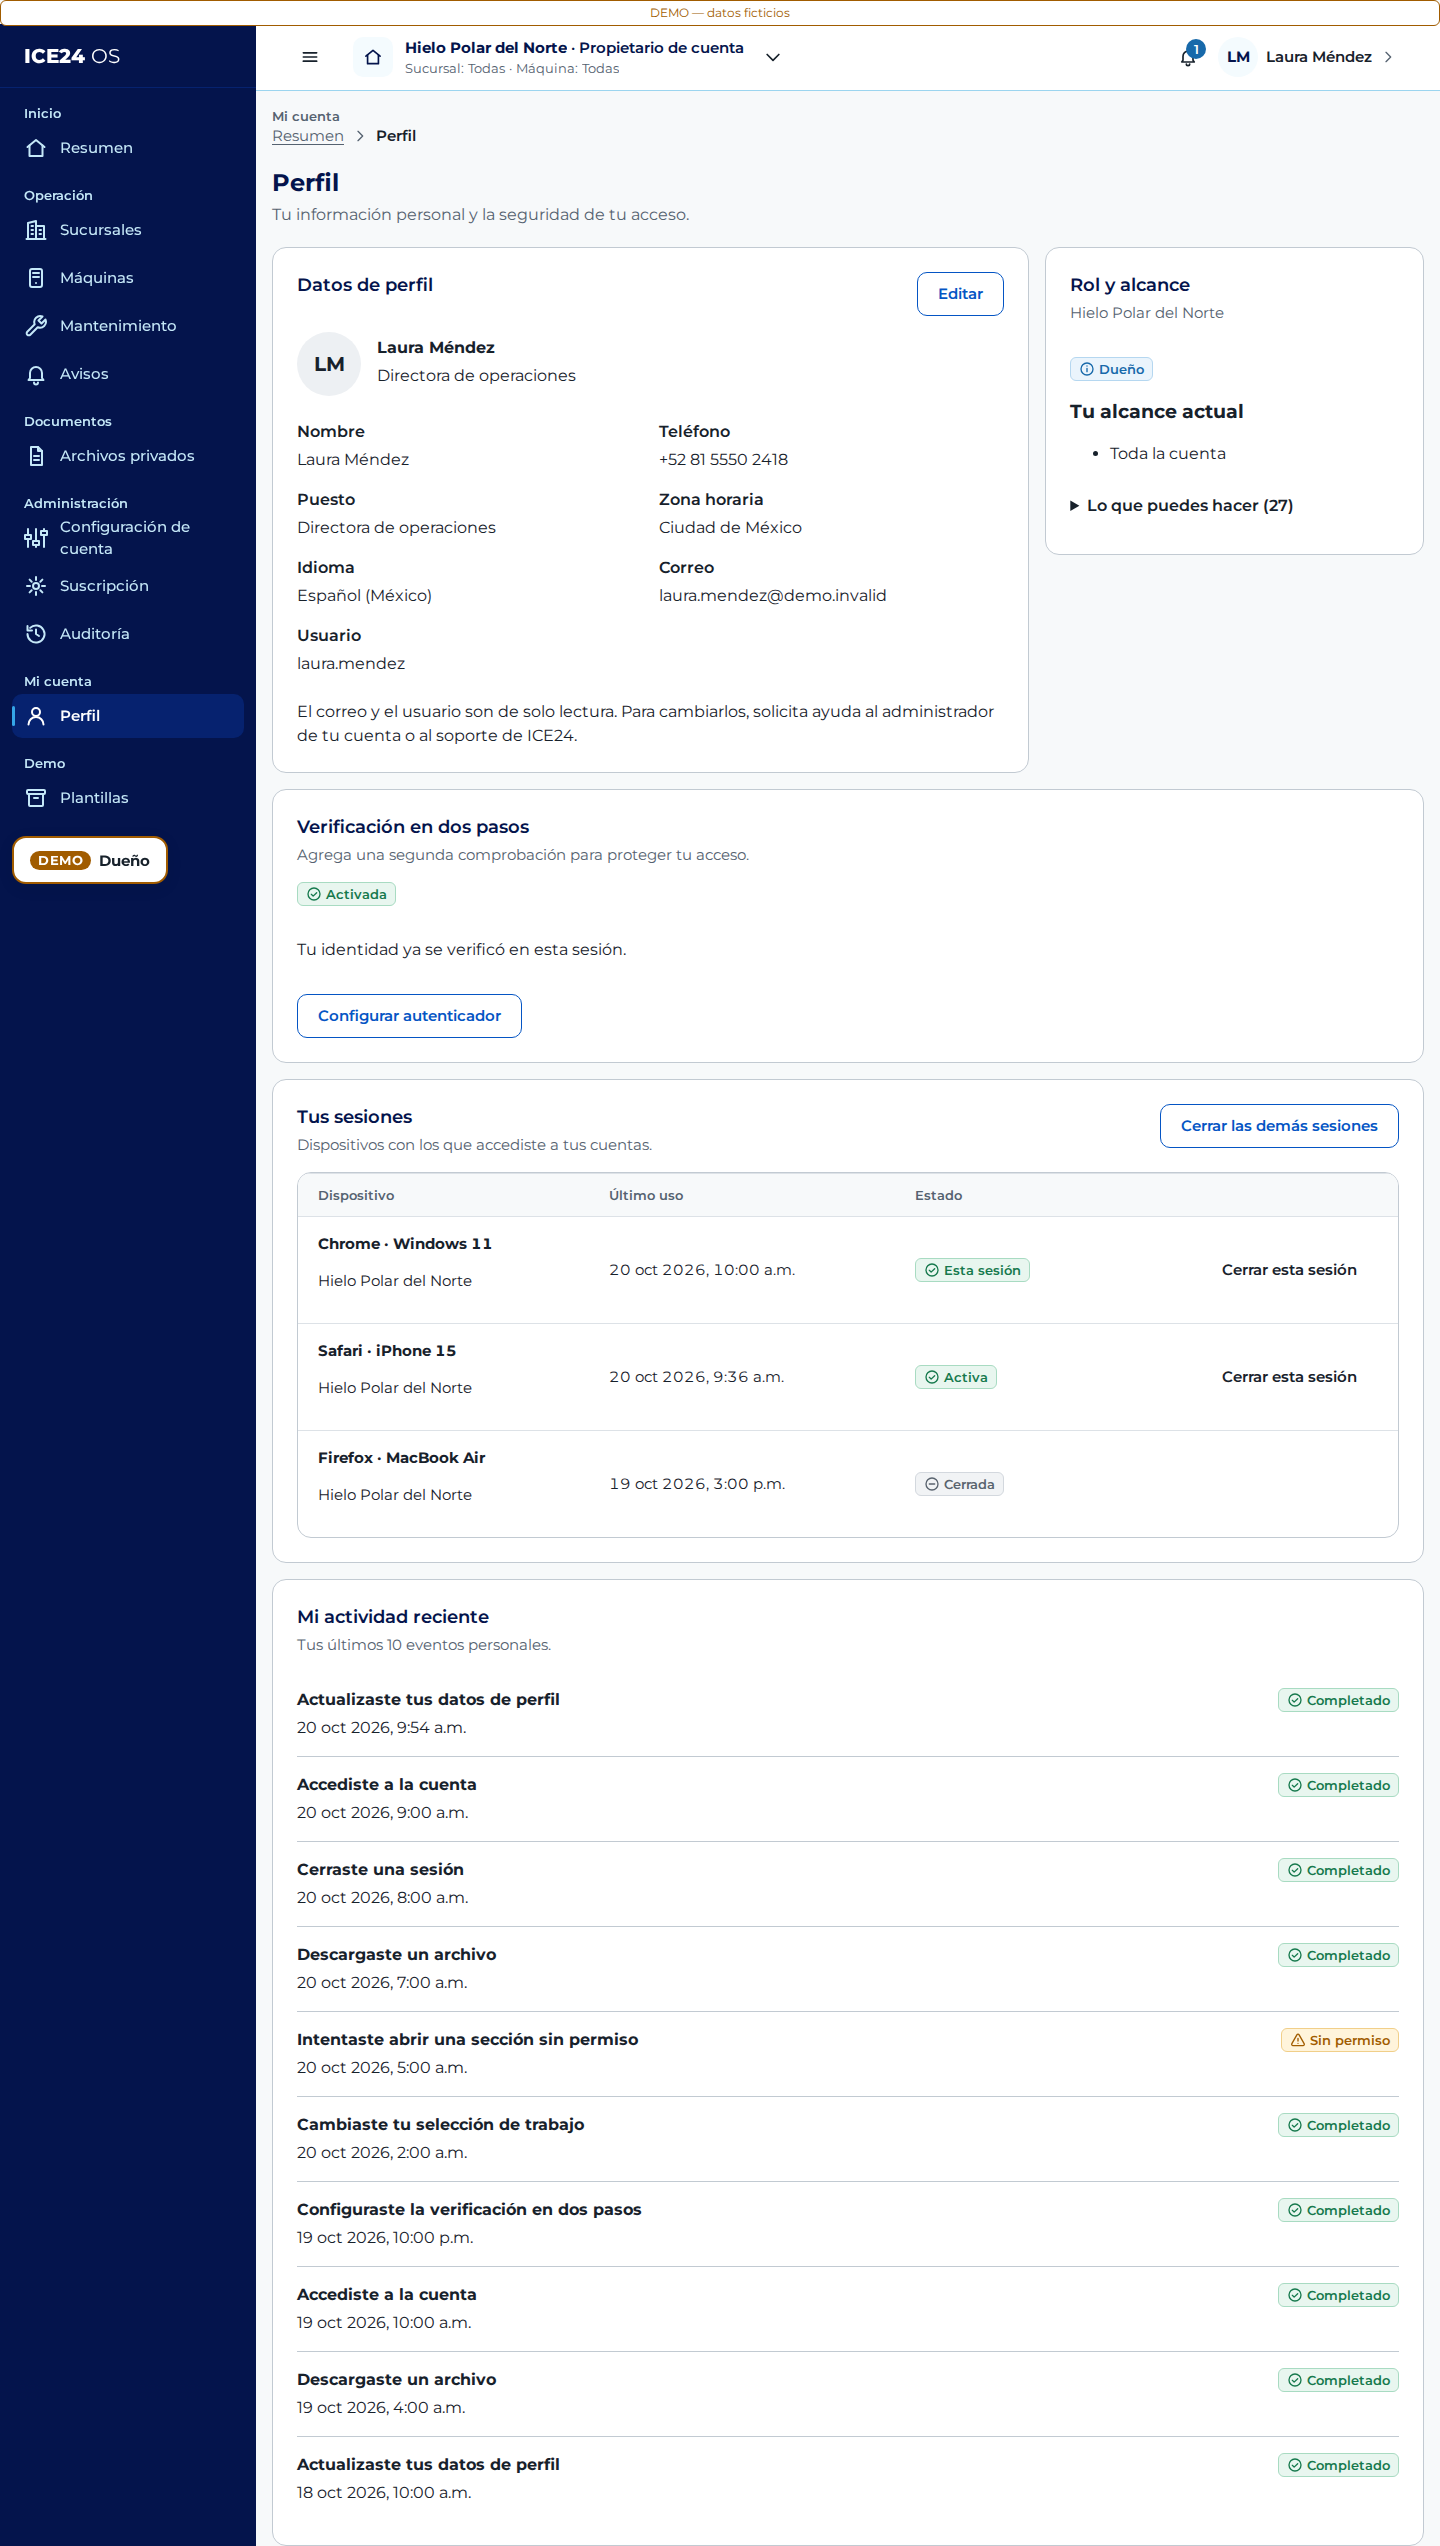 DEMO — datos ficticios
ICE24 OS
Inicio
Resumen
Operación
Sucursales
Máquinas
Mantenimiento
Avisos
Documentos
Archivos privados
Administración
Configuración de
cuenta
Suscripción
Auditoría
Mi cuenta
Perfil
Demo
Plantillas
DEMO Dueño
Hielo Polar del Norte · Propietario de cuenta
Sucursal: Todas · Máquina: Todas
1
LM Laura Méndez
Mi cuenta
Resumen > Perfil
Perfil
Tu información personal y la seguridad de tu acceso.
Datos de perfil
Editar
LM
Laura Méndez
Directora de operaciones
Nombre
Laura Méndez
Teléfono
+52 81 5550 2418
Puesto
Directora de operaciones
Zona horaria
Ciudad de México
Idioma
Español (México)
Correo
laura.mendez@demo.invalid
Usuario
laura.mendez
El correo y el usuario son de solo lectura. Para cambiarlos, solicita ayuda al administrador
de tu cuenta o al soporte de ICE24.
Rol y alcance
Hielo Polar del Norte
Dueño
Tu alcance actual
• Toda la cuenta
Lo que puedes hacer (27)
Verificación en dos pasos
Agrega una segunda comprobación para proteger tu acceso.
Activada
Tu identidad ya se verificó en esta sesión.
Configurar autenticador
Tus sesiones
Dispositivos con los que accediste a tus cuentas.
Cerrar las demás sesiones
Dispositivo Último uso Estado
Chrome · Windows 11
Hielo Polar del Norte
20 oct 2026, 10:00 a.m.
Esta sesión
Cerrar esta sesión
Safari · iPhone 15
Hielo Polar del Norte
20 oct 2026, 9:36 a.m.
Activa
Cerrar esta sesión
Firefox · MacBook Air
Hielo Polar del Norte
19 oct 2026, 3:00 p.m.
Cerrada
Mi actividad reciente
Tus últimos 10 eventos personales.
Actualizaste tus datos de perfil
20 oct 2026, 9:54 a.m.
Completado
Accediste a la cuenta
20 oct 2026, 9:00 a.m.
Completado
Cerraste una sesión
20 oct 2026, 8:00 a.m.
Completado
Descargaste un archivo
20 oct 2026, 7:00 a.m.
Completado
Intentaste abrir una sección sin permiso
20 oct 2026, 5:00 a.m.
Sin permiso
Cambiaste tu selección de trabajo
20 oct 2026, 2:00 a.m.
Completado
Configuraste la verificación en dos pasos
19 oct 2026, 10:00 p.m.
Completado
Accediste a la cuenta
19 oct 2026, 10:00 a.m.
Completado
Descargaste un archivo
19 oct 2026, 4:00 a.m.
Completado
Actualizaste tus datos de perfil
18 oct 2026, 10:00 a.m.
Completado